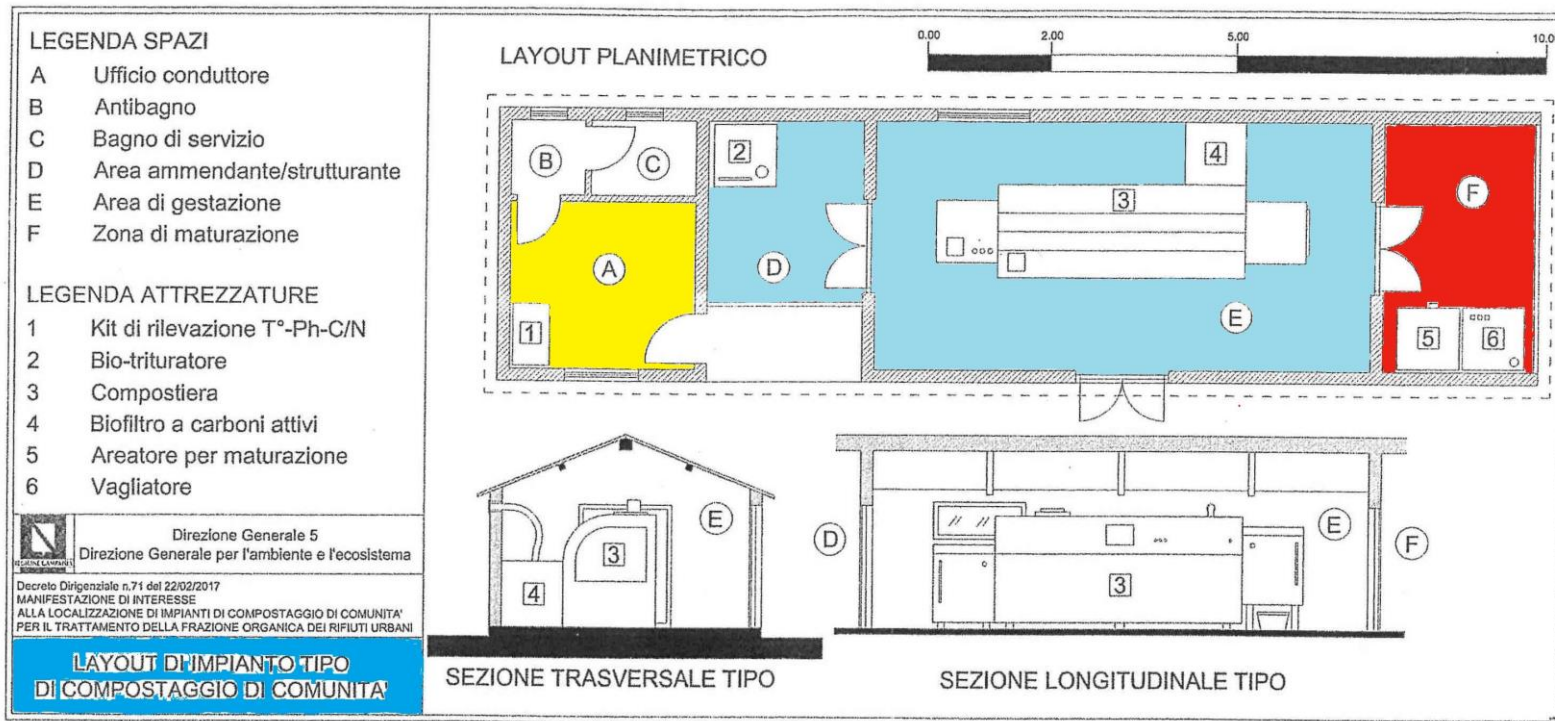 LEGENDA SPAZI
A Ufficio conduttore
B Antibagno
C Bagno di servizio
D Area ammendante/strutturante
E Area di gestazione
F Zona di maturazione
LEGENDA ATTREZZATURE
1 Kit di rilevazione T°-Ph-C/N
2 Bio-trituratore
3 Compostiera
4 Biofiltro a carboni attivi
5 Areatore per maturazione
6 Vagliatore
REGIONE CAMPANIA
Direzione Generale 5
Direzione Generale per l'ambiente e l'ecosistema
Decreto Dirigenziale n.71 del 22/02/2017
MANIFESTAZIONE DI INTERESSE
ALLA LOCALIZZAZIONE DI IMPIANTI DI COMPOSTAGGIO DI COMUNITA'
PER IL TRATTAMENTO DELLA FRAZIONE ORGANICA DEI RIFIUTI URBANI
LAYOUT DI IMPIANTO TIPO
DI COMPOSTAGGIO DI COMUNITA'
LAYOUT PLANIMETRICO
0.00 2.00 5.00 10.0
B
C
2
4
3
F
A
D
E
1
5
6
E
3
4
SEZIONE TRASVERSALE TIPO
D
E
F
3
SEZIONE LONGITUDINALE TIPO